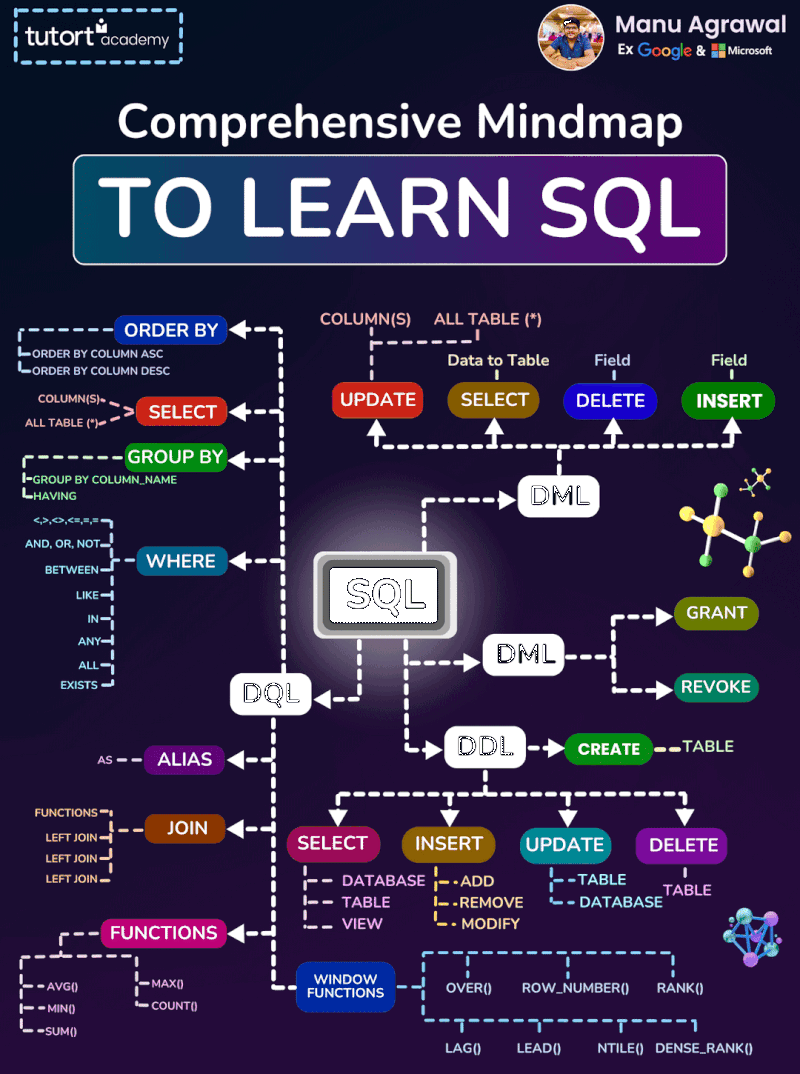 tutort academy
Manu Agrawal
Ex Google & Microsoft
Comprehensive Mindmap
TO LEARN SQL
ORDER BY
ORDER BY COLUMN ASC
ORDER BY COLUMN DESC
SELECT
COLUMN(S)
ALL TABLE (*)
GROUP BY
GROUP BY COLUMN_NAME
HAVING
WHERE
<,>,<>,<=,=,=
AND, OR, NOT
BETWEEN
LIKE
IN
ANY
ALL
EXISTS
COLUMN(S)
ALL TABLE (*)
Data to Table
Field
Field
UPDATE
SELECT
DELETE
INSERT
DML
SQL
DML
GRANT
REVOKE
DQL
DDL
CREATE
TABLE
ALIAS
AS
JOIN
FUNCTIONS
LEFT JOIN
LEFT JOIN
LEFT JOIN
SELECT
DATABASE
TABLE
VIEW
INSERT
ADD
REMOVE
MODIFY
UPDATE
TABLE
DATABASE
DELETE
TABLE
FUNCTIONS
AVG()
MIN()
SUM()
MAX()
COUNT()
WINDOW
FUNCTIONS
OVER()
ROW_NUMBER()
RANK()
LAG()
LEAD()
NTILE()
DENSE_RANK()